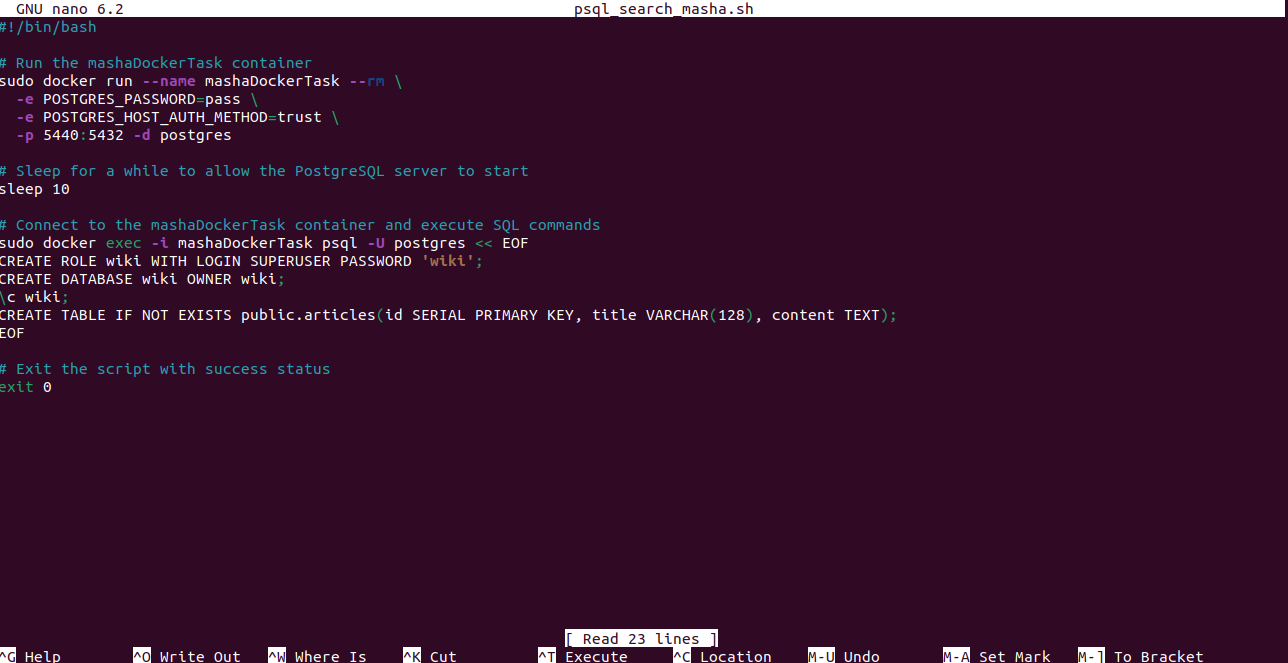 GNU nano 6.2 psql_search_masha.sh
#!/bin/bash
# Run the mashaDockerTask container
sudo docker run --name mashaDockerTask --rm \
-e POSTGRES_PASSWORD=pass \
-e POSTGRES_HOST_AUTH_METHOD=trust \
-p 5440:5432 -d postgres
# Sleep for a while to allow the PostgreSQL server to start
sleep 10
# Connect to the mashaDockerTask container and execute SQL commands
sudo docker exec -i mashaDockerTask psql -U postgres << EOF
CREATE ROLE wiki WITH LOGIN SUPERUSER PASSWORD 'wiki';
CREATE DATABASE wiki OWNER wiki;
\c wiki;
CREATE TABLE IF NOT EXISTS public.articles(id SERIAL PRIMARY KEY, title VARCHAR(128), content TEXT);
EOF
# Exit the script with success status
exit 0
[ Read 23 lines ]
^G Help ^O Write Out ^W Where Is ^K Cut ^T Execute ^C Location M-U Undo M-A Set Mark M-] To Bracket